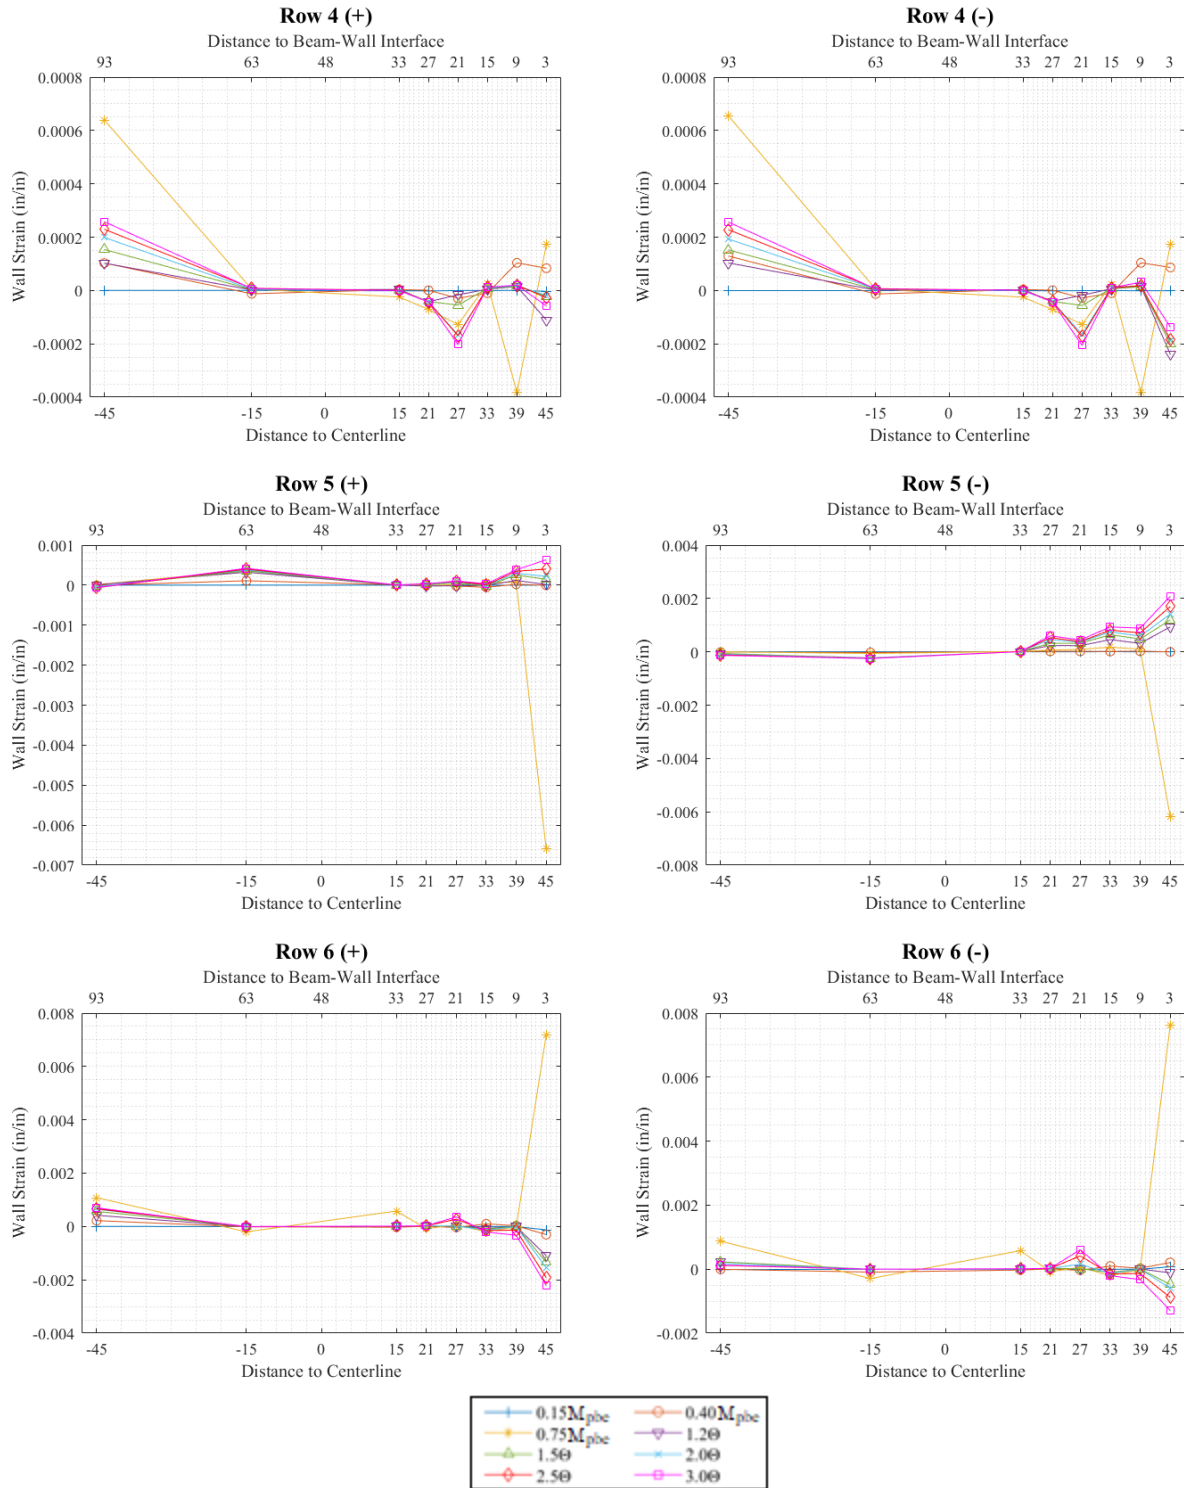 Row 4 (+)
Distance to Beam-Wall Interface
93 63 48 33 27 21 15 9 3
0.0008
0.0006
0.0004
0.0002
0
-0.0002
-0.0004
Wall Strain (in/in)
-45 -15 0 15 21 27 33 39 45
Distance to Centerline
Row 4 (-)
Distance to Beam-Wall Interface
93 63 48 33 27 21 15 9 3
0.0008
0.0006
0.0004
0.0002
0
-0.0002
-0.0004
Wall Strain (in/in)
-45 -15 0 15 21 27 33 39 45
Distance to Centerline
Row 5 (+)
Distance to Beam-Wall Interface
93 63 48 33 27 21 15 9 3
0.001
0
-0.001
-0.002
-0.003
-0.004
-0.005
-0.006
-0.007
Wall Strain (in/in)
-45 -15 0 15 21 27 33 39 45
Distance to Centerline
Row 5 (-)
Distance to Beam-Wall Interface
93 63 48 33 27 21 15 9 3
0.004
0.002
0
-0.002
-0.004
-0.006
-0.008
Wall Strain (in/in)
-45 -15 0 15 21 27 33 39 45
Distance to Centerline
Row 6 (+)
Distance to Beam-Wall Interface
93 63 48 33 27 21 15 9 3
0.008
0.006
0.004
0.002
0
-0.002
-0.004
Wall Strain (in/in)
-45 -15 0 15 21 27 33 39 45
Distance to Centerline
Row 6 (-)
Distance to Beam-Wall Interface
93 63 48 33 27 21 15 9 3
0.008
0.006
0.004
0.002
0
-0.002
Wall Strain (in/in)
-45 -15 0 15 21 27 33 39 45
Distance to Centerline
0.15Mpbe 0.40Mpbe
0.75Mpbe 1.2Θ
1.5Θ 2.0Θ
2.5Θ 3.0Θ